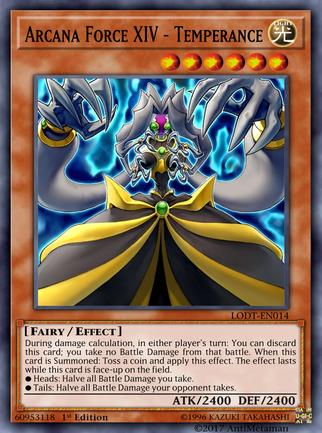 ARCANA FORCE XIV - TEMPERANCE
LIGHT
光
LODT-EN014
[ FAIRY / EFFECT ]
During damage calculation, in either player's turn: You can discard
this card; you take no Battle Damage from that battle. When this
card is Summoned: Toss a coin and apply this effect. The effect lasts
while this card is face-up on the field.
● Heads: Halve all Battle Damage you take.
● Tails: Halve all Battle Damage your opponent takes.
ATK/2400 DEF/2400
60953118 1st Edition ©1996 KAZUKI TAKAHASHI
©2017 AntiMetaman